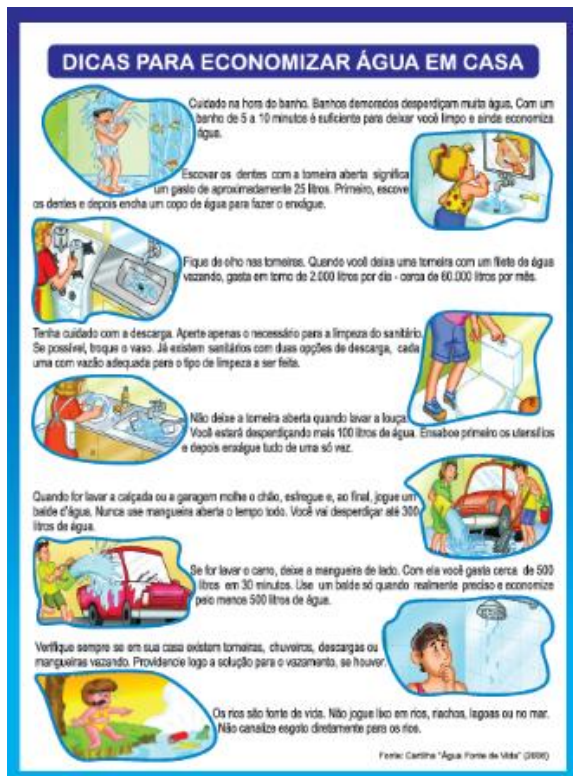 DICAS PARA ECONOMIZAR ÁGUA EM CASA
Cuidado na hora do banho. Banhos demorados desperdiçam muita água. Com um
banho de 5 a 10 minutos é suficiente para deixar você limpo e ainda economiza
água.
Escovar os dentes com a torneira aberta significa
um gasto de aproximadamente 25 litros. Primeiro, escove
os dentes e depois encha um copo de água para fazer o enxágue.
Fique de olho nas torneiras. Quando você deixa uma torneira com um filete de água
vazando, gasta em torno de 2.000 litros por dia - cerca de 60.000 litros por mês.
Tenha cuidado com a descarga. Aperte apenas o necessário para a limpeza do sanitário.
Se possível, troque o vaso. Já existem sanitários com duas opções de descarga, cada
uma com vazão adequada para o tipo de limpeza a ser feita.
Não deixe a torneira aberta quando lavar a louça.
Você estará desperdiçando mais 100 litros de água. Ensaboe primeiro os utensílios
e depois enxágue tudo de uma só vez.
Quando for lavar a calçada ou a garagem molhe o chão, esfregue e, ao final, jogue um
balde d'água. Nunca use mangueira aberta o tempo todo. Você vai desperdiçar até 300
litros de água.
Se for lavar o carro, deixe a mangueira de lado. Com ela você gasta cerca de 500
litros em 30 minutos. Use um balde só quando realmente preciso e economize
pelo menos 500 litros de água.
Verifique sempre se em sua casa existem torneiras, chuveiros, descargas ou
mangueiras vazando. Providencie logo a solução para o vazamento, se houver.
Os rios são fonte de vida. Não jogue lixo em rios, riachos, lagoas ou no mar.
Não canalize esgoto diretamente para os rios.
Fonte: Cartilha "Água Fonte de Vida" (2006)